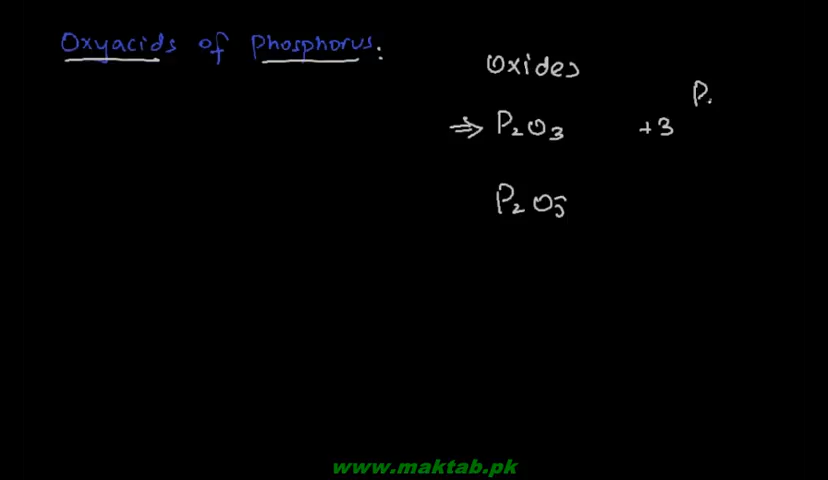 Oxyacids of Phosphorus:
Oxides
P.
⇒ P₂O₃ +3
P₂O₅
www.maktab.pk